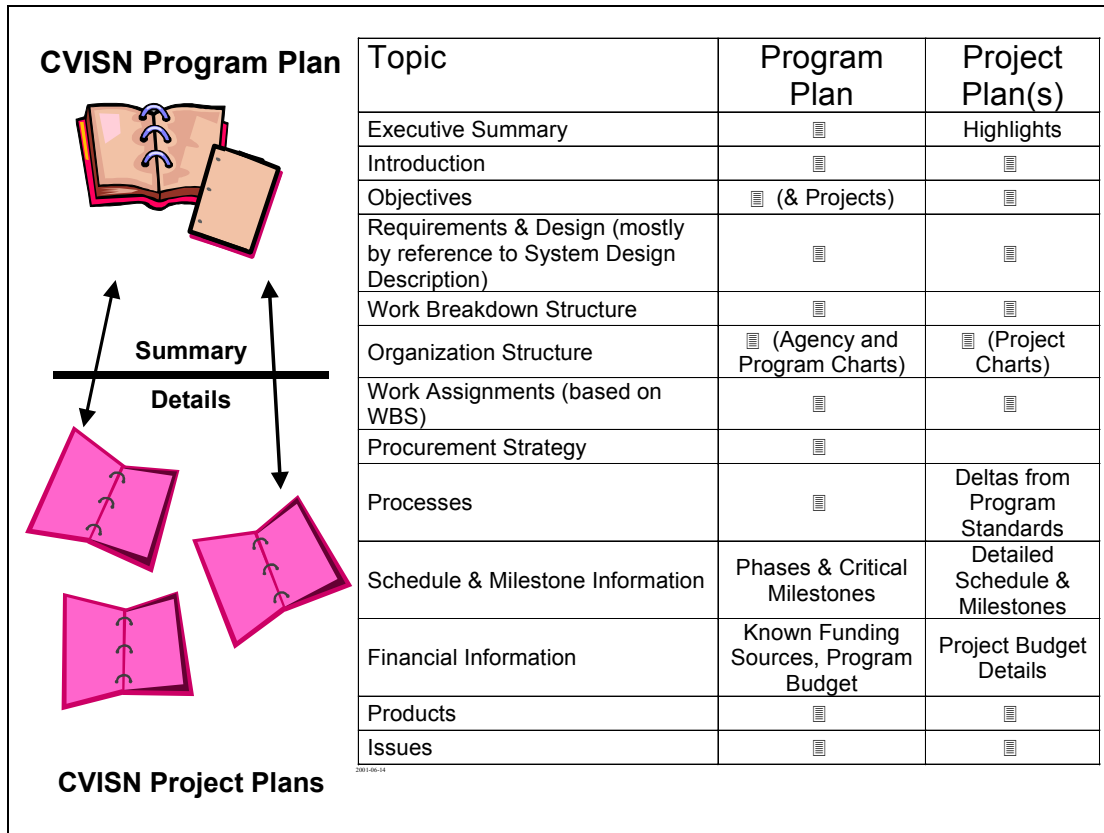 CVISN Program Plan
Summary
Details
CVISN Project Plans
Topic
Program
Plan
Project
Plan(s)
Executive Summary
Highlights
Introduction
Objectives
(& Projects)
Requirements & Design (mostly
by reference to System Design
Description)
Work Breakdown Structure
Organization Structure
(Agency and
Program Charts)
(Project
Charts)
Work Assignments (based on
WBS)
Procurement Strategy
Processes
Deltas from
Program
Standards
Schedule & Milestone Information
Phases & Critical
Milestones
Detailed
Schedule &
Milestones
Financial Information
Known Funding
Sources, Program
Budget
Project Budget
Details
Products
Issues
2001-06-14